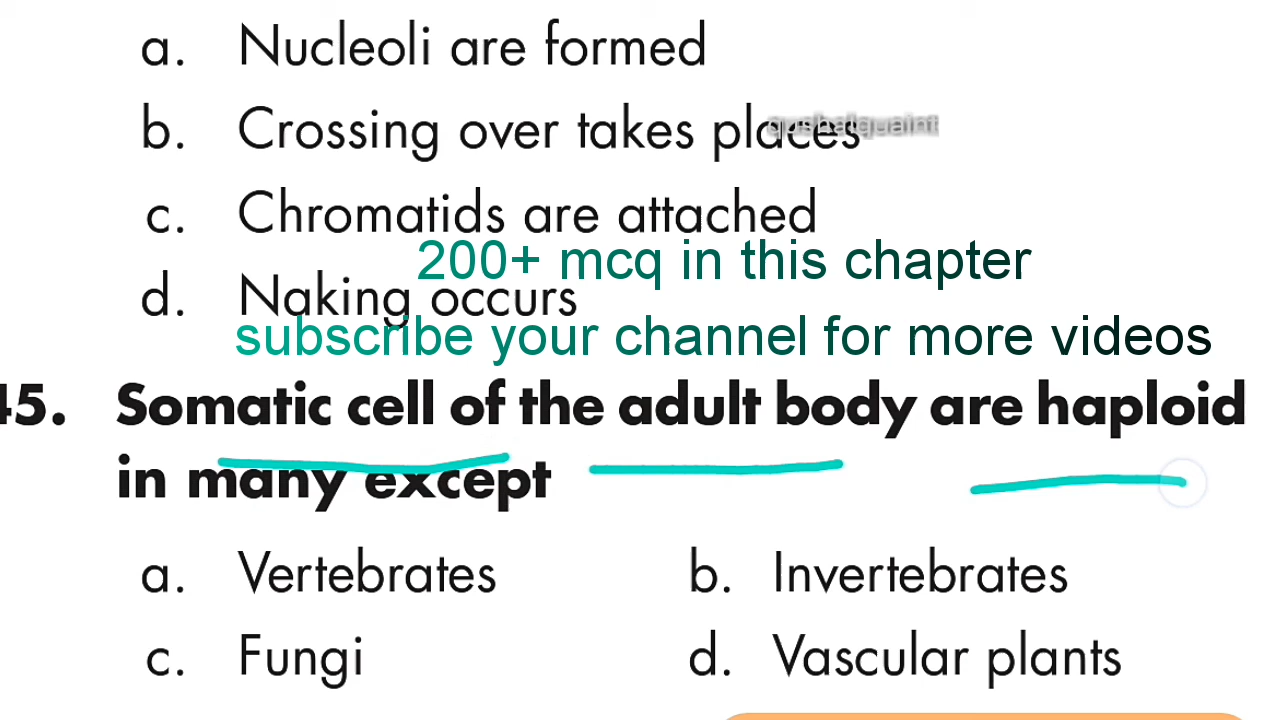 a. Nucleoli are formed
b. Crossing over takes places
c. Chromatids are attached
200+ mcq in this chapter
d. Naking occurs
subscribe your channel for more videos
45. Somatic cell of the adult body are haploid
in many except
a. Vertebrates b. Invertebrates
c. Fungi d. Vascular plants